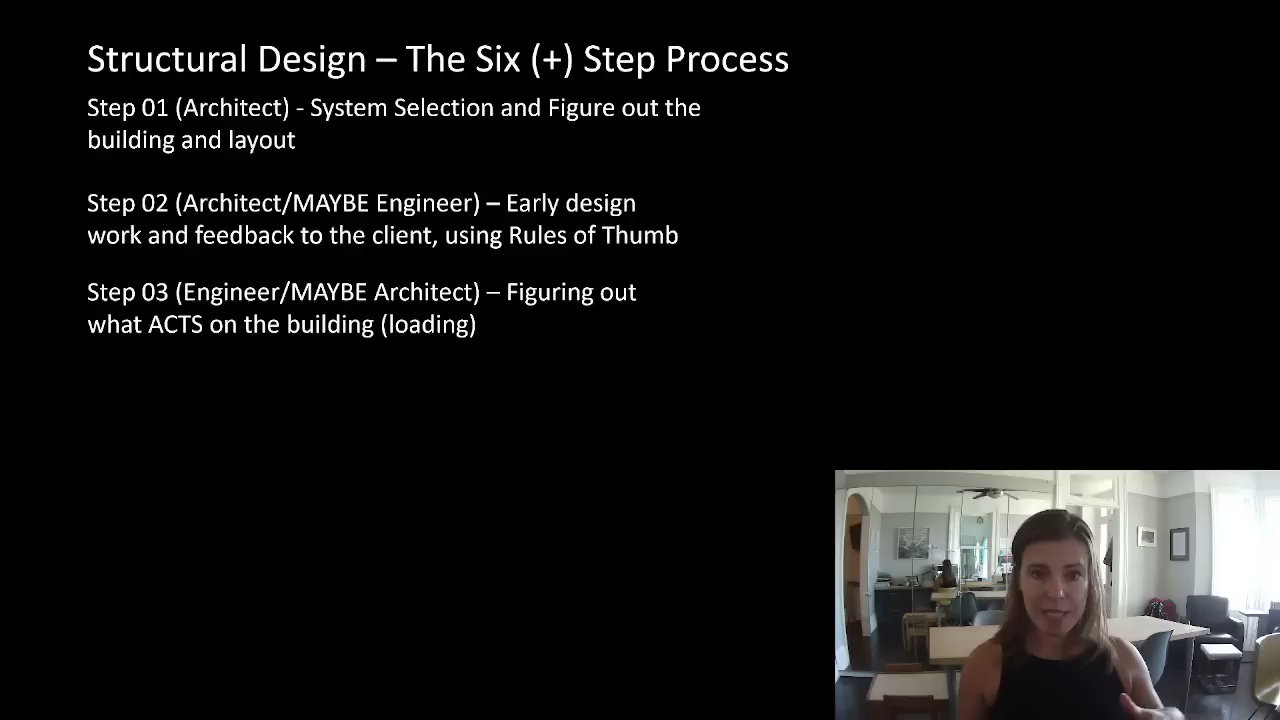 Structural Design – The Six (+) Step Process
Step 01 (Architect) - System Selection and Figure out the
building and layout
Step 02 (Architect/MAYBE Engineer) – Early design
work and feedback to the client, using Rules of Thumb
Step 03 (Engineer/MAYBE Architect) – Figuring out
what ACTS on the building (loading)